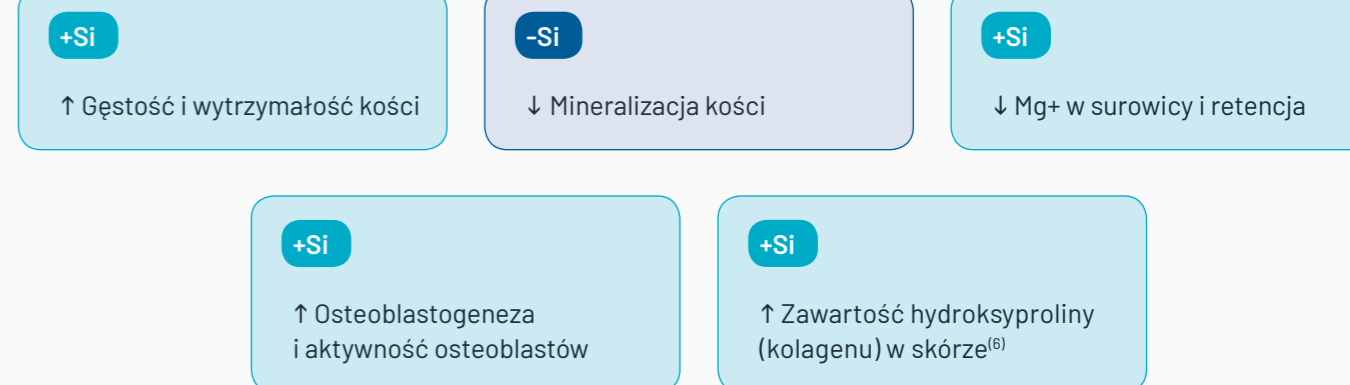 +Si
↑ Gęstość i wytrzymałość kości
-Si
↓ Mineralizacja kości
+Si
↓ Mg+ w surowicy i retencja
+Si
↑ Osteoblastogeneza
i aktywność osteoblastów
+Si
↑ Zawartość hydroksyproliny
(kolagenu) w skórze⁽⁶⁾